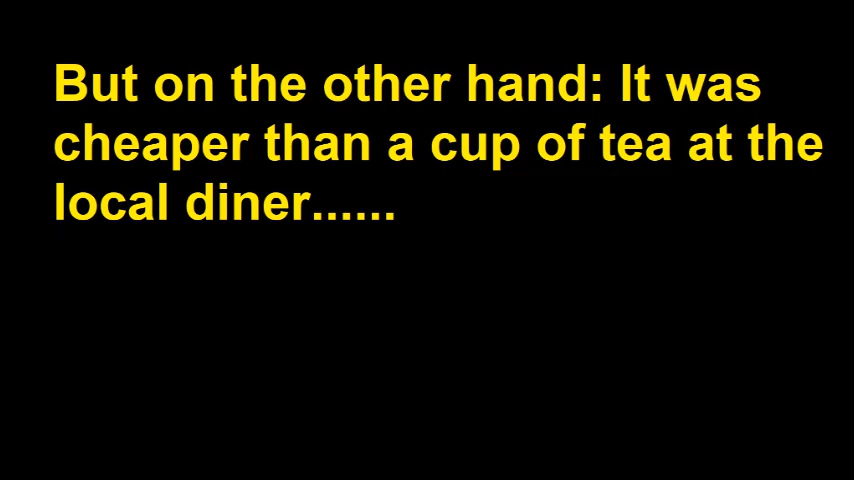 But on the other hand: It was
cheaper than a cup of tea at the
local diner......